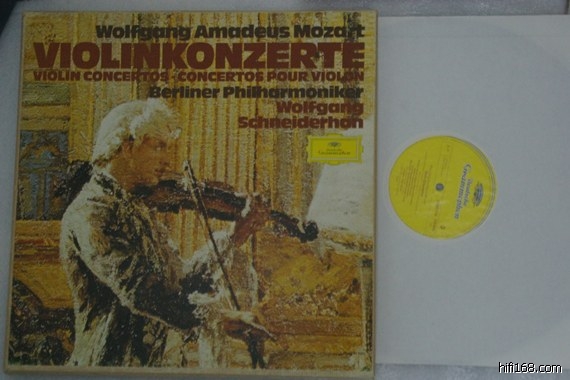 Wolfgang Amadeus Mozart
VIOLINKONZERTE
VIOLIN CONCERTOS · CONCERTOS POUR VIOLON
Berliner Philharmoniker
Wolfgang
Schneiderhan
hifi168.com